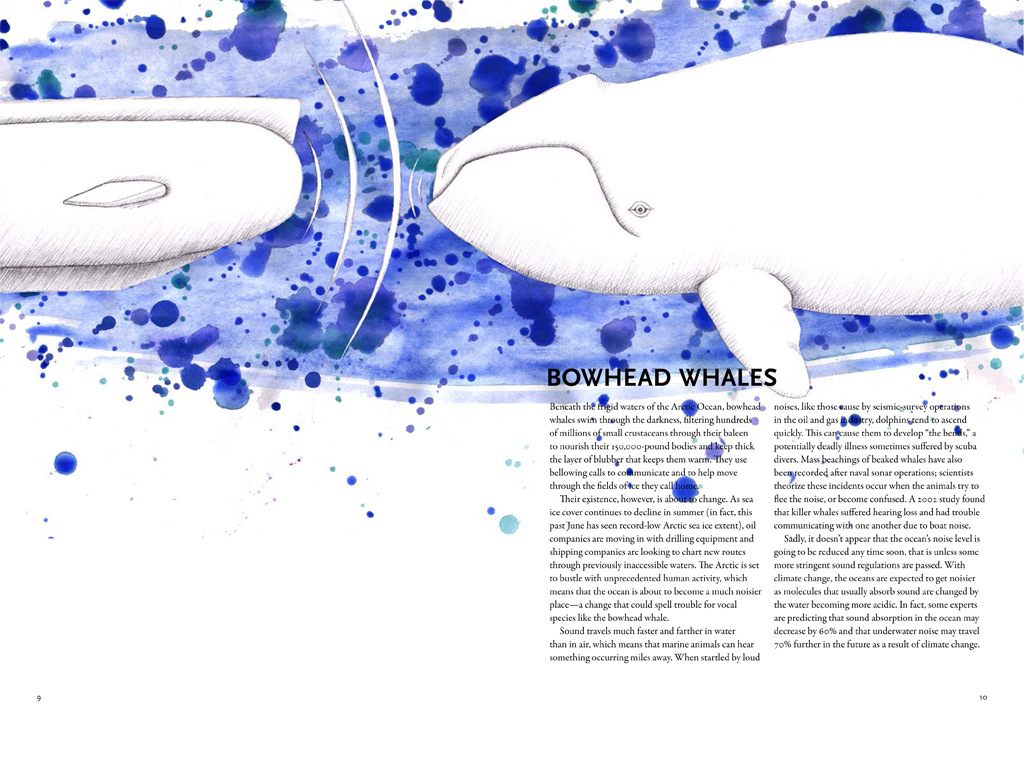 BOWHEAD WHALES
Beneath the frigid waters of the Arctic Ocean, bowhead
whales swim through the darkness, filtering hundreds
of millions of small crustaceans through their baleen
to nourish their 150,000-pound bodies and keep thick
the layer of blubber that keeps them warm. They use
bellowing calls to communicate and to help move
through the fields of ice they call home.
Their existence, however, is about to change. As sea
ice cover continues to decline in summer (in fact, this
past June has seen record-low Arctic sea ice extent), oil
companies are moving in with drilling equipment and
shipping companies are looking to chart new routes
through previously inaccessible waters. The Arctic is set
to bustle with unprecedented human activity, which
means that the ocean is about to become a much noisier
place—a change that could spell trouble for vocal
species like the bowhead whale.
Sound travels much faster and farther in water
than in air, which means that marine animals can hear
something occurring miles away. When startled by loud
noises, like those cause by seismic survey operations
in the oil and gas industry, dolphins tend to ascend
quickly. This can cause them to develop “the bends,” a
potentially deadly illness sometimes suffered by scuba
divers. Mass beachings of beaked whales have also
been recorded after naval sonar operations; scientists
theorize these incidents occur when the animals try to
flee the noise, or become confused. A 2002 study found
that killer whales suffered hearing loss and had trouble
communicating with one another due to boat noise.
Sadly, it doesn’t appear that the ocean’s noise level is
going to be reduced any time soon, that is unless some
more stringent sound regulations are passed. With
climate change, the oceans are expected to get noisier
as molecules that usually absorb sound are changed by
the water becoming more acidic. In fact, some experts
are predicting that sound absorption in the ocean may
decrease by 60% and that underwater noise may travel
70% further in the future as a result of climate change.
9
10